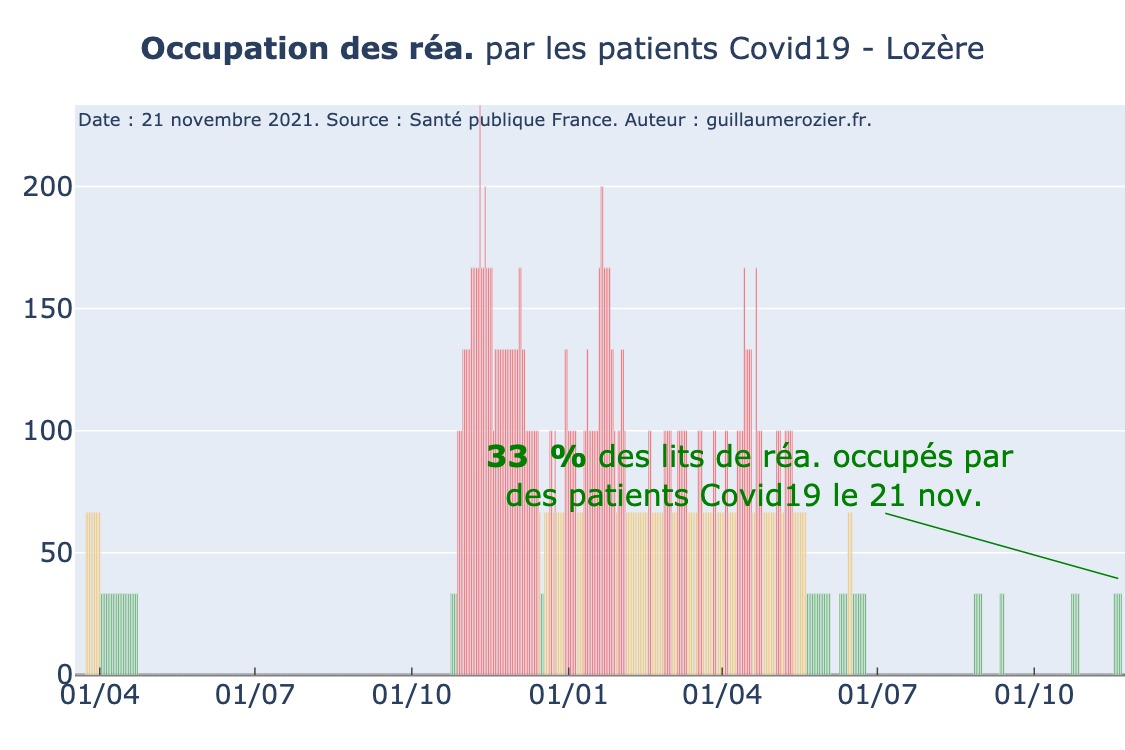 Occupation des réa. par les patients Covid19 - Lozère
Date : 21 novembre 2021. Source : Santé publique France. Auteur : guillaumerozier.fr.
200
150
100
33 % des lits de réa. occupés par
des patients Covid19 le 21 nov.
50
0
01/04 01/07 01/10 01/01 01/04 01/07 01/10